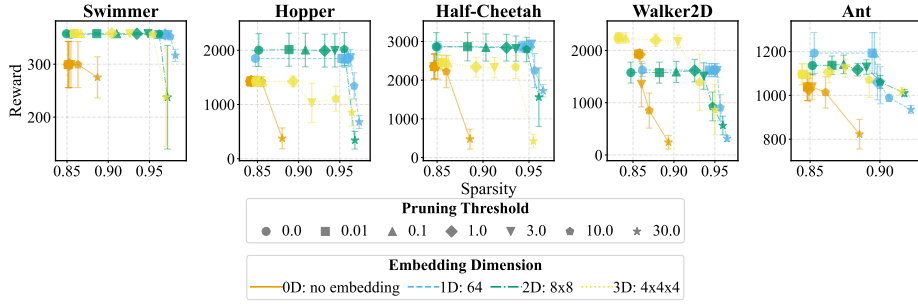 Swimmer Hopper Half-Cheetah Walker2D Ant
Reward
300
200
0.85 0.90 0.95
2000
1000
0
0.85 0.90 0.95
3000
2000
1000
0
0.85 0.90 0.95
2000
1000
0
0.85 0.90 0.95
1200
1000
800
0.85 0.90
Sparsity
Pruning Threshold
0.0 0.01 0.1 1.0 3.0 10.0 30.0
Embedding Dimension
0D: no embedding 1D: 64 2D: 8x8 3D: 4x4x4